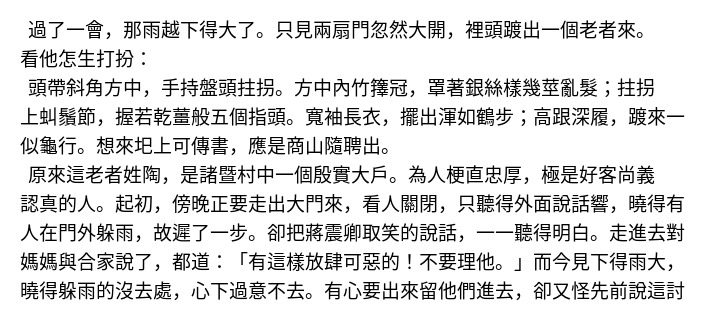 過了一會，那雨越下得大了。只見兩扇門忽然大開，裡頭踱出一個老者來。
看他怎生打扮：
頭帶斜角方巾，手持盤頭拄拐。方中內竹籜冠，罩著銀絲樣幾莖亂髮；拄拐
上虯鬚節，握若乾薑般五個指頭。寬袖長衣，擺出渾如鶴步；高跟深履，踱來一
似龜行。想來圯上可傳書，應是商山隨聘出。
原來這老者姓陶，是諸暨村中一個殷實大戶。為人梗直忠厚，極是好客尚義
認真的人。起初，傍晚正要走出大門來，看人關閉，只聽得外面說話響，曉得有
人在門外躲雨，故遲了一步。卻把蔣震卿取笑的說話，一一聽得明白。走進去對
媽媽與合家說了，都道：「有這樣放肆可惡的！不要理他。」而今見下得雨大，
曉得躲雨的沒去處，心下過意不去。有心要出來留他們進去，卻又怪先前說這討